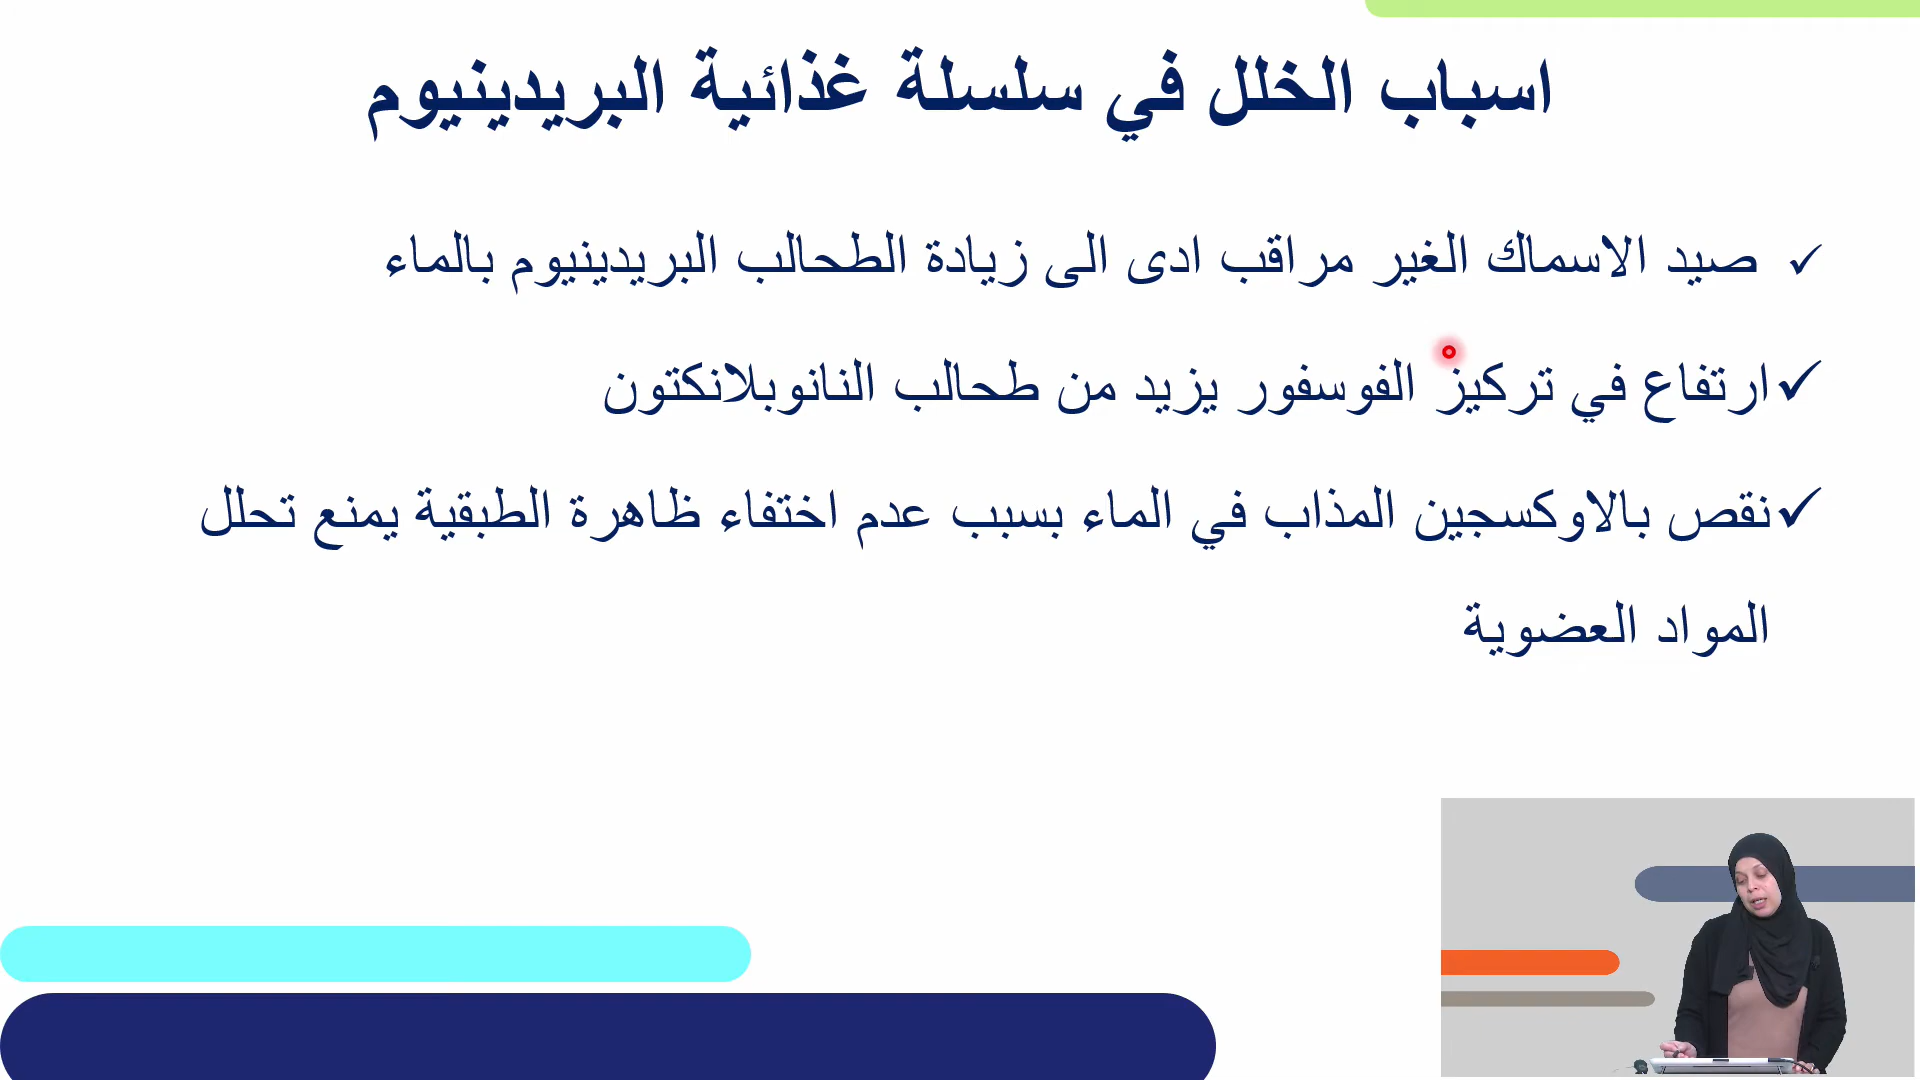 اسباب الخلل في سلسلة غذائية البريدينيوم
✓ صيد الاسماك الغير مراقب ادى الى زيادة الطحالب البريدينيوم بالماء
✓ ارتفاع في تركيز الفوسفور يزيد من طحالب النانوبلانكتون
✓ نقص بالاوكسجين المذاب في الماء بسبب عدم اختفاء ظاهرة الطبقية يمنع تحلل
المواد العضوية